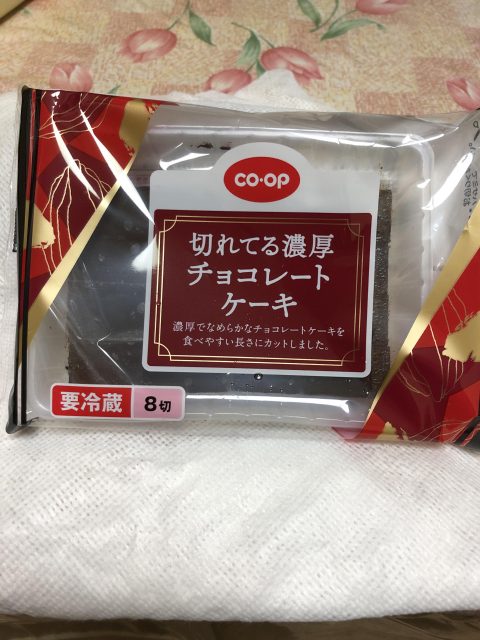 CO·OP
切れてる濃厚
チョコレート
ケーキ
濃厚でなめらかなチョコレートケーキを
食べやすい長さにカットしました。
要冷蔵
8切